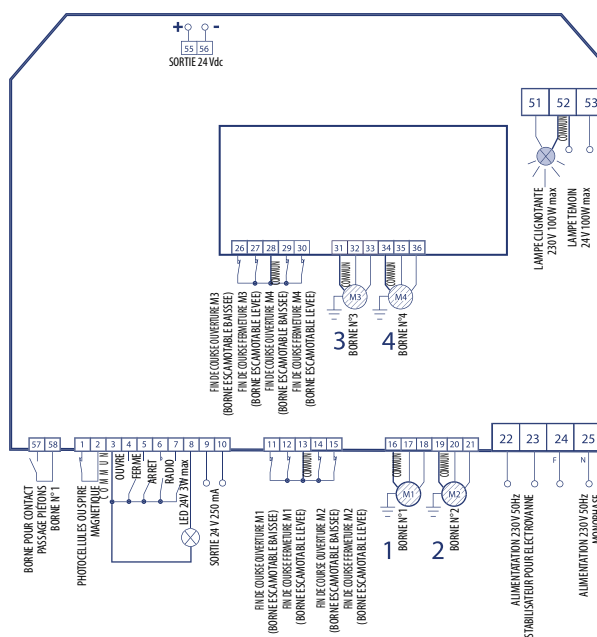 + -
55 56
SORTIE 24 Vdc
51 52 53
COMMUN
LAMPE CLIGNOTANTE
230V 100W max
LAMPE TEMOIN
24V 100W max
26 27 28 29 30
COMMUN
31 32 33 34 35 36
COMMUN
COMMUN
M3
M4
3
BORNE N°3
4
BORNE N°4
FIN DE COURSE OUVERTURE M3
(BORNE ESCAMOTABLE BAISSEE)
FIN DE COURSE FERMETURE M3
(BORNE ESCAMOTABLE LEVEE)
FIN DE COURSE OUVERTURE M4
(BORNE ESCAMOTABLE BAISSEE)
FIN DE COURSE FERMETURE M4
(BORNE ESCAMOTABLE LEVEE)
57 58
1 2 3 4 5 6 7 8 9 10
11 12 13 14 15
16 17 18 19 20 21
22 23 24 25
BORNE POUR CONTACT
PASSAGE PIÉTONS
BORNE N°1
PHOTOCELLULES OU SPIRE
MAGNETIQUE
COMMUN
OUVRE
FERME
ARRET
RADIO
LED 24V 3W max
SORTIE 24 V 250 mA
COMMUN
FIN DE COURSE OUVERTURE M1
(BORNE ESCAMOTABLE BAISSEE)
FIN DE COURSE FERMETURE M1
(BORNE ESCAMOTABLE LEVEE)
FIN DE COURSE OUVERTURE M2
(BORNE ESCAMOTABLE BAISSEE)
FIN DE COURSE FERMETURE M2
(BORNE ESCAMOTABLE LEVEE)
COMMUN
COMMUN
M1
M2
1
BORNE N°1
2
BORNE N°2
F
N
ALIMENTARATION 230V 50Hz
STABILISATEUR POUR ELECTROVANNE
ALIMENTATION 230V 50Hz
MONOPHASE